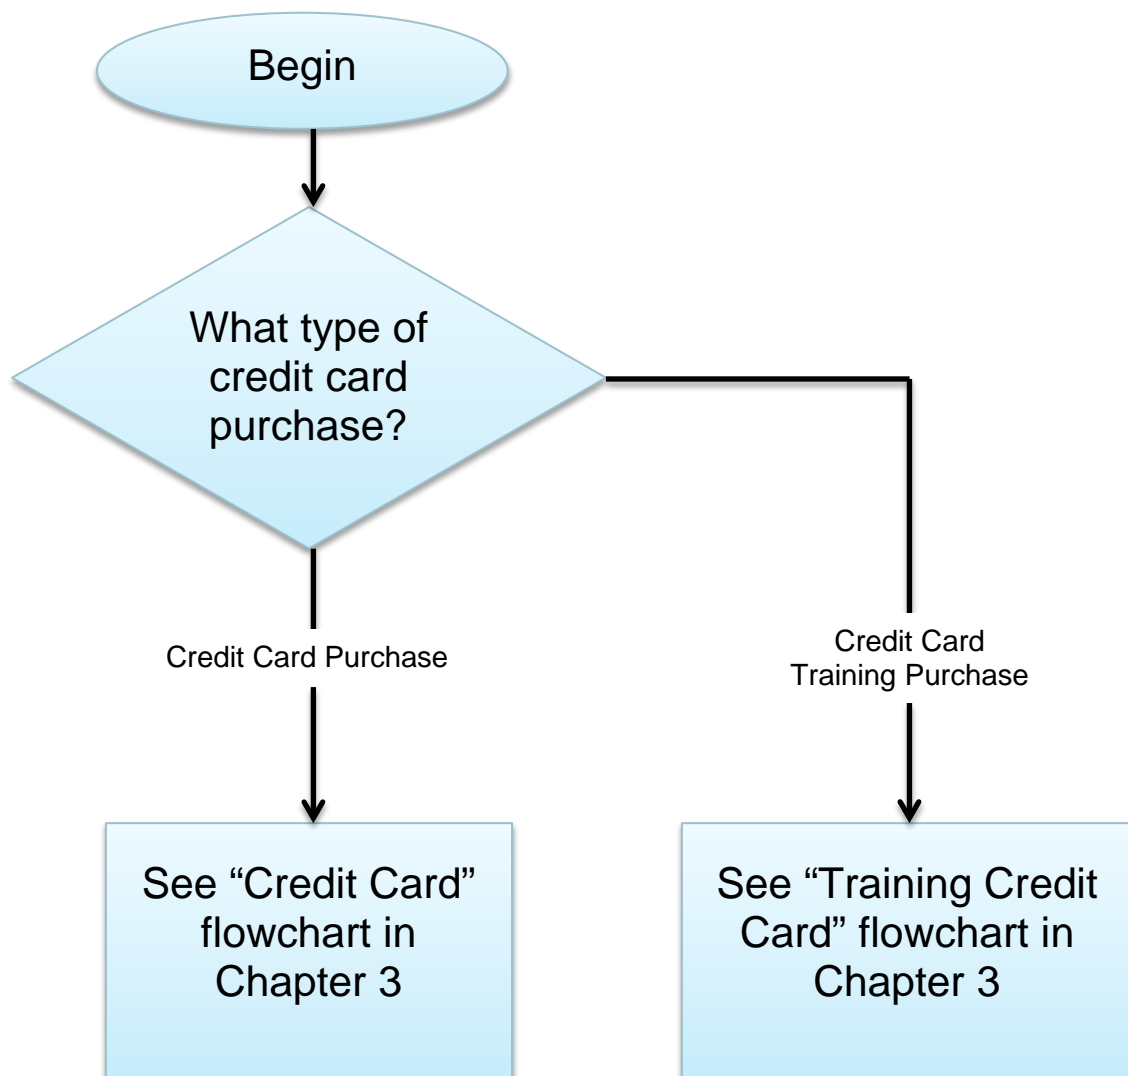 Begin
What type of
credit card
purchase?
Credit Card Purchase
Credit Card
Training Purchase
See “Credit Card”
flowchart in
Chapter 3
See “Training Credit
Card” flowchart in
Chapter 3